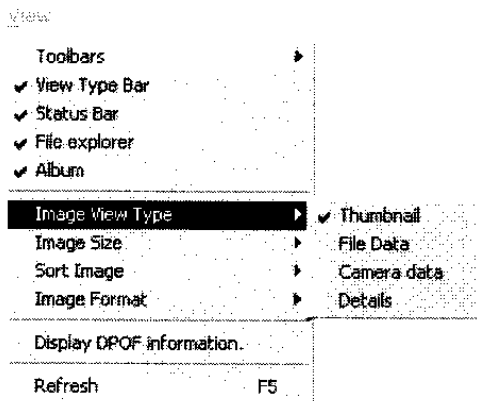 View
Toolbars
View Type Bar
Status Bar
File explorer
Album
Image View Type
Image Size
Sort Image
Image Format
Display DPOF information.
Refresh F5
Thumbnail
File Data
Camera data
Details